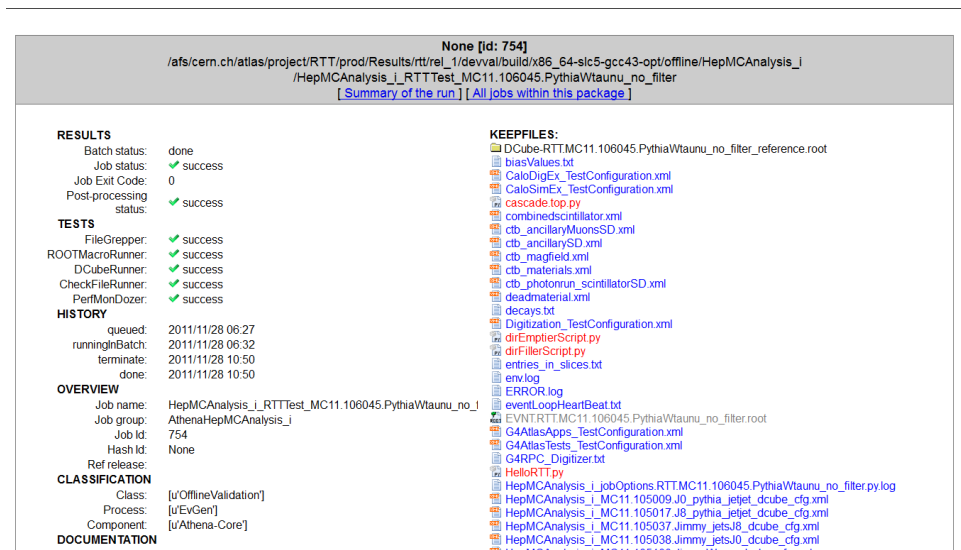 None [id: 754]
/afs/cern.ch/atlas/project/RTT/prod/Results/rtt/rel_1/devval/build/x86_64-slc5-gcc43-opt/offline/HepMCAnalysis_i
/HepMCAnalysis_i_RTTTest_MC11.106045.PythiaWtaunu_no_filter
[ Summary of the run ] [ All jobs within this package ]
RESULTS
Batch status: done
Job status: success
Job Exit Code: 0
Post-processing
status: success
TESTS
FileGrepper: success
ROOTMacroRunner: success
DCubeRunner: success
CheckFileRunner: success
PerfMonDozer: success
HISTORY
queued: 2011/11/28 06:27
runningInBatch: 2011/11/28 06:32
terminate: 2011/11/28 10:50
done: 2011/11/28 10:50
OVERVIEW
Job name: HepMCAnalysis_i_RTTTest_MC11.106045.PythiaWtaunu_no_f
Job group: AthenaHepMCAnalysis_i
Job Id: 754
Hash Id: None
Ref release:
CLASSIFICATION
Class: [u'OfflineValidation']
Process: [u'EvGen']
Component: [u'Athena-Core']
DOCUMENTATION
KEEPFILES:
DCube-RTT.MC11.106045.PythiaWtaunu_no_filter_reference.root
biasValues.txt
CaloDigEx_TestConfiguration.xml
CaloSimEx_TestConfiguration.xml
cascade.top.py
combinedscintillator.xml
ctb_ancillaryMuonsSD.xml
ctb_ancillarySD.xml
ctb_magfield.xml
ctb_materials.xml
ctb_photonrun_scintillatorSD.xml
deadmaterial.xml
decays.txt
Digitization_TestConfiguration.xml
dirEmptierScript.py
dirFillerScript.py
entries_in_slices.txt
env.log
ERROR.log
eventLoopHeartBeat.txt
EVNT.RTT.MC11.106045.PythiaWtaunu_no_filter.root
G4AtlasApps_TestConfiguration.xml
G4AtlasTests_TestConfiguration.xml
G4RPC_Digitizer.txt
HelloRTT.py
HepMCAnalysis_i_jobOptions.RTT.MC11.106045.PythiaWtaunu_no_filter.py.log
HepMCAnalysis_i_MC11.105009.J0_pythia_jetjet_dcube_cfg.xml
HepMCAnalysis_i_MC11.105017.J8_pythia_jetjet_dcube_cfg.xml
HepMCAnalysis_i_MC11.105037.Jimmy_jetsJ8_dcube_cfg.xml
HepMCAnalysis_i_MC11.105038.Jimmy_jetsJ9_dcube_cfg.xml